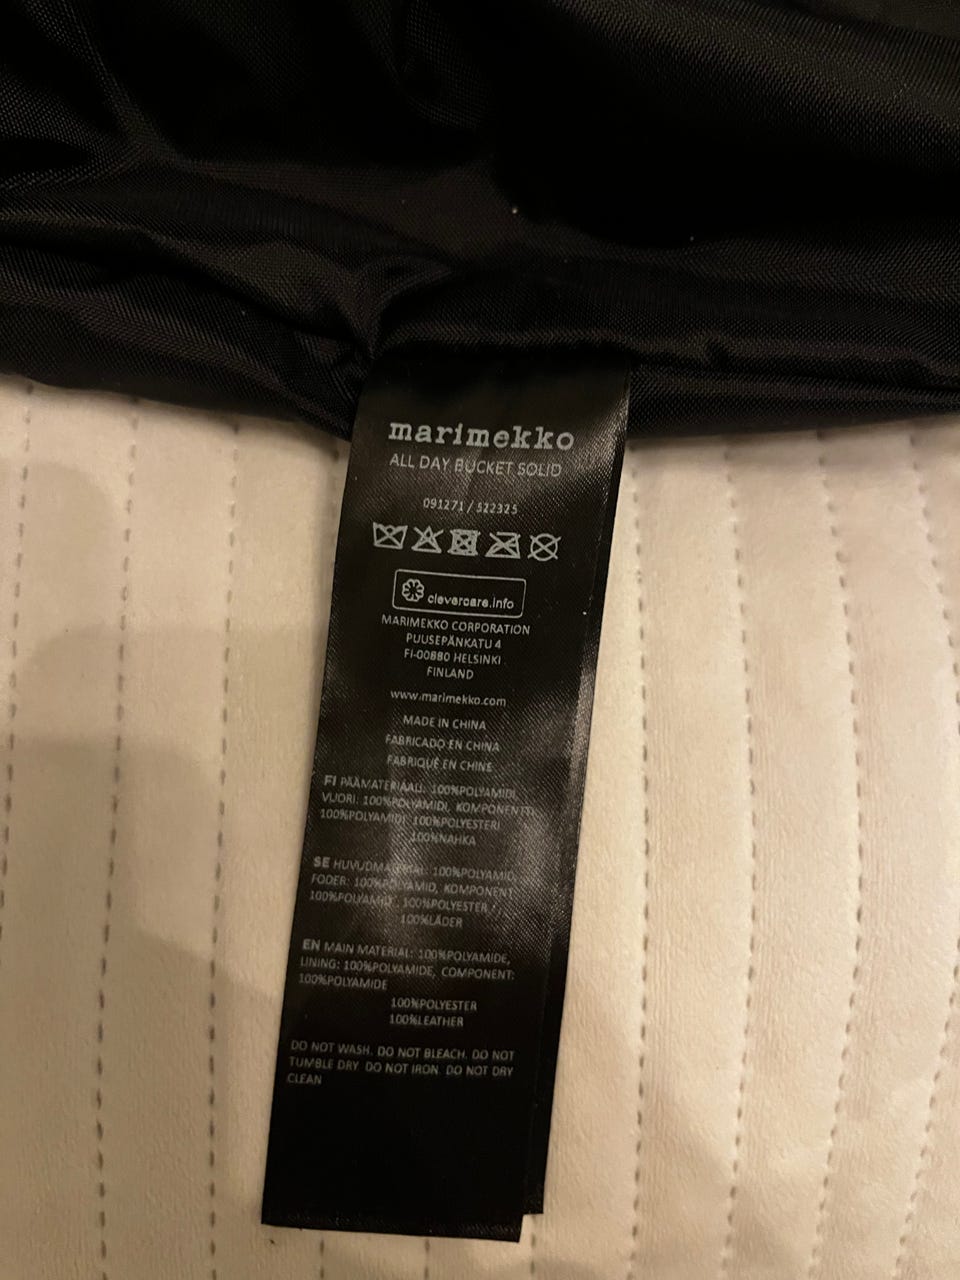 marimekko
ALL DAY BUCKET SOLID
091271 / 522325
clevercare.info
MARIMEKKO CORPORATION
PUUSEPÄNKATU 4
FI-00880 HELSINKI
FINLAND
www.marimekko.com
MADE IN CHINA
FABRICADO EN CHINA
FABRIQUÉ EN CHINE
FI PÄÄMATERIAALI: 100%POLYAMIDI,
VUORI: 100%POLYAMIDI, KOMPONENTTI:
100%POLYAMIDI 100%POLYESTERI
100%NAHKA
SE HUVUDMATERIAL: 100%POLYAMID,
FODER: 100%POLYAMID, KOMPONENT:
100%POLYAMID, 100%POLYESTER
100%LÄDER
EN MAIN MATERIAL: 100%POLYAMIDE,
LINING: 100%POLYAMIDE, COMPONENT:
100%POLYAMIDE
100%POLYESTER
100%LEATHER
DO NOT WASH. DO NOT BLEACH. DO NOT
TUMBLE DRY. DO NOT IRON. DO NOT DRY
CLEAN